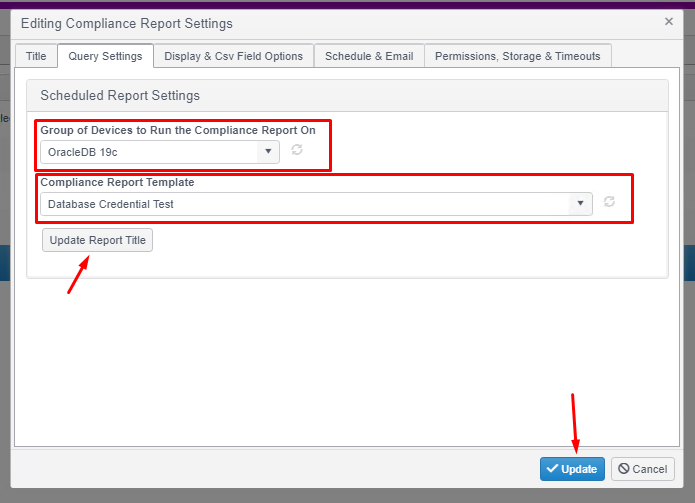 Editing Compliance Report Settings
Title Query Settings Display & Csv Field Options Schedule & Email Permissions, Storage & Timeouts
Scheduled Report Settings
Group of Devices to Run the Compliance Report On
OracleDB 19c
Compliance Report Template
Database Credential Test
Update Report Title
Update Cancel